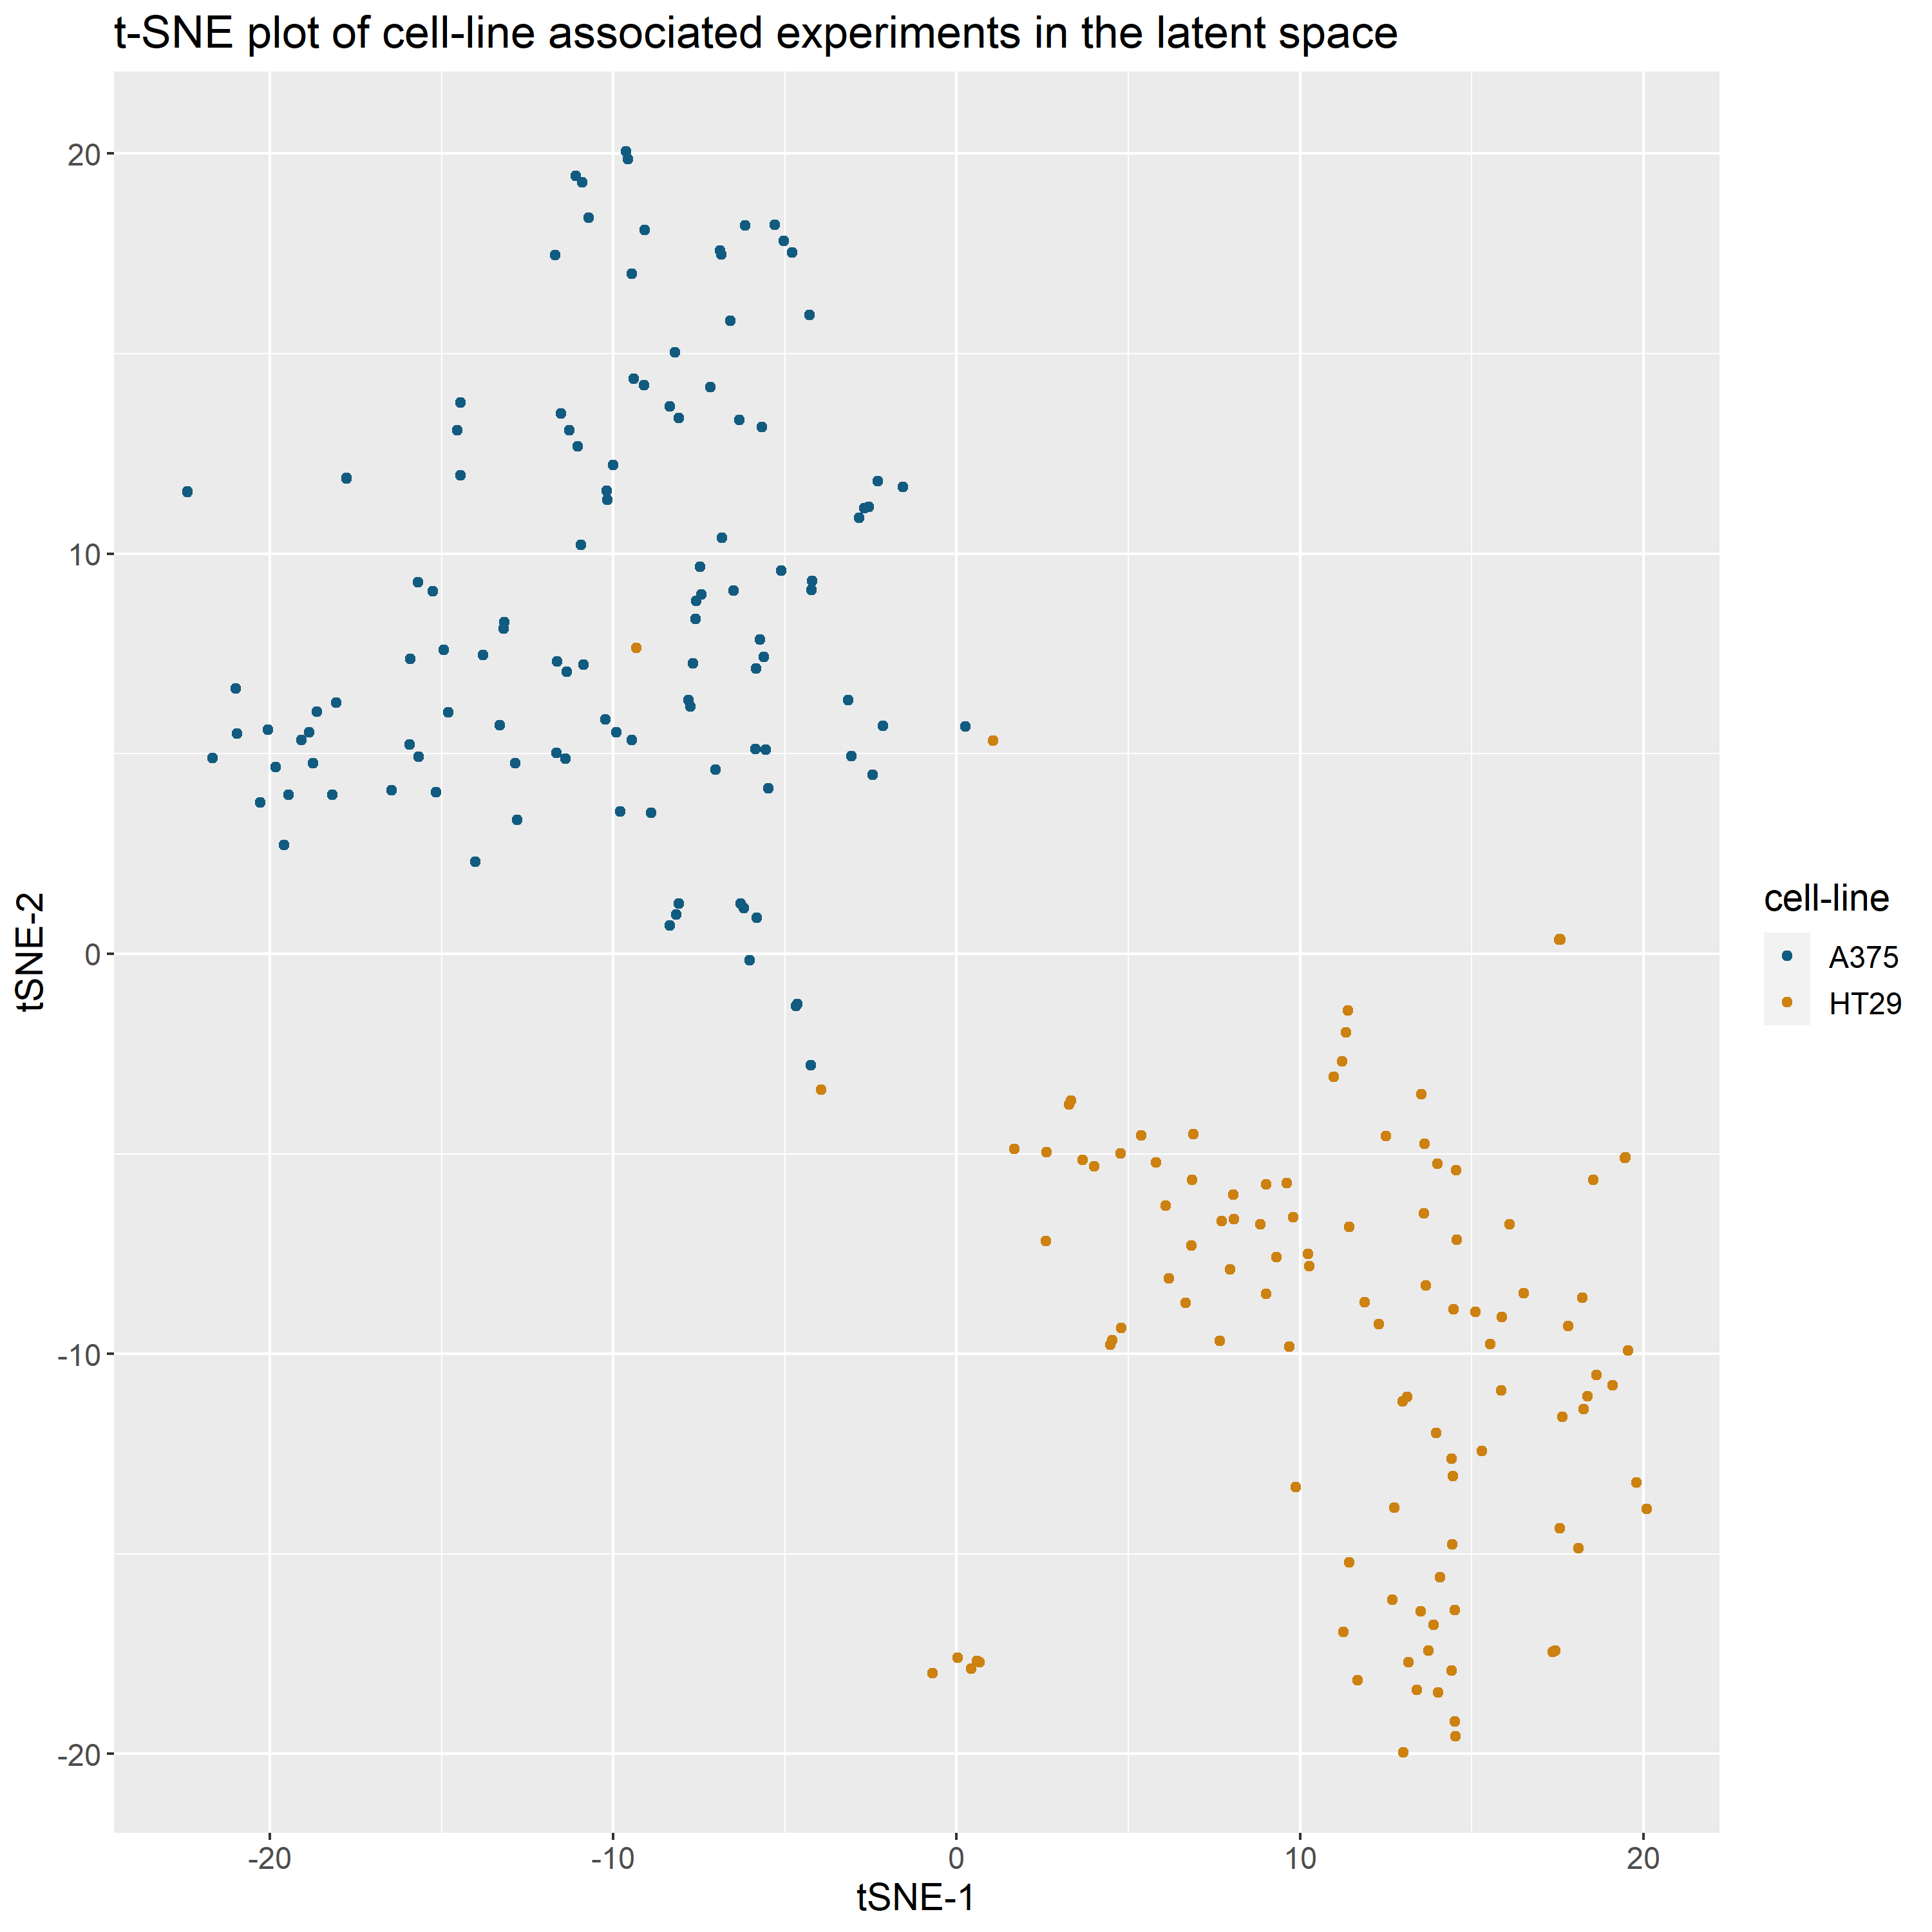 t-SNE plot of cell-line associated experiments in the latent space
20
10
0
-10
-20
tSNE-2
-20
-10
0
10
20
tSNE-1
cell-line
A375
HT29